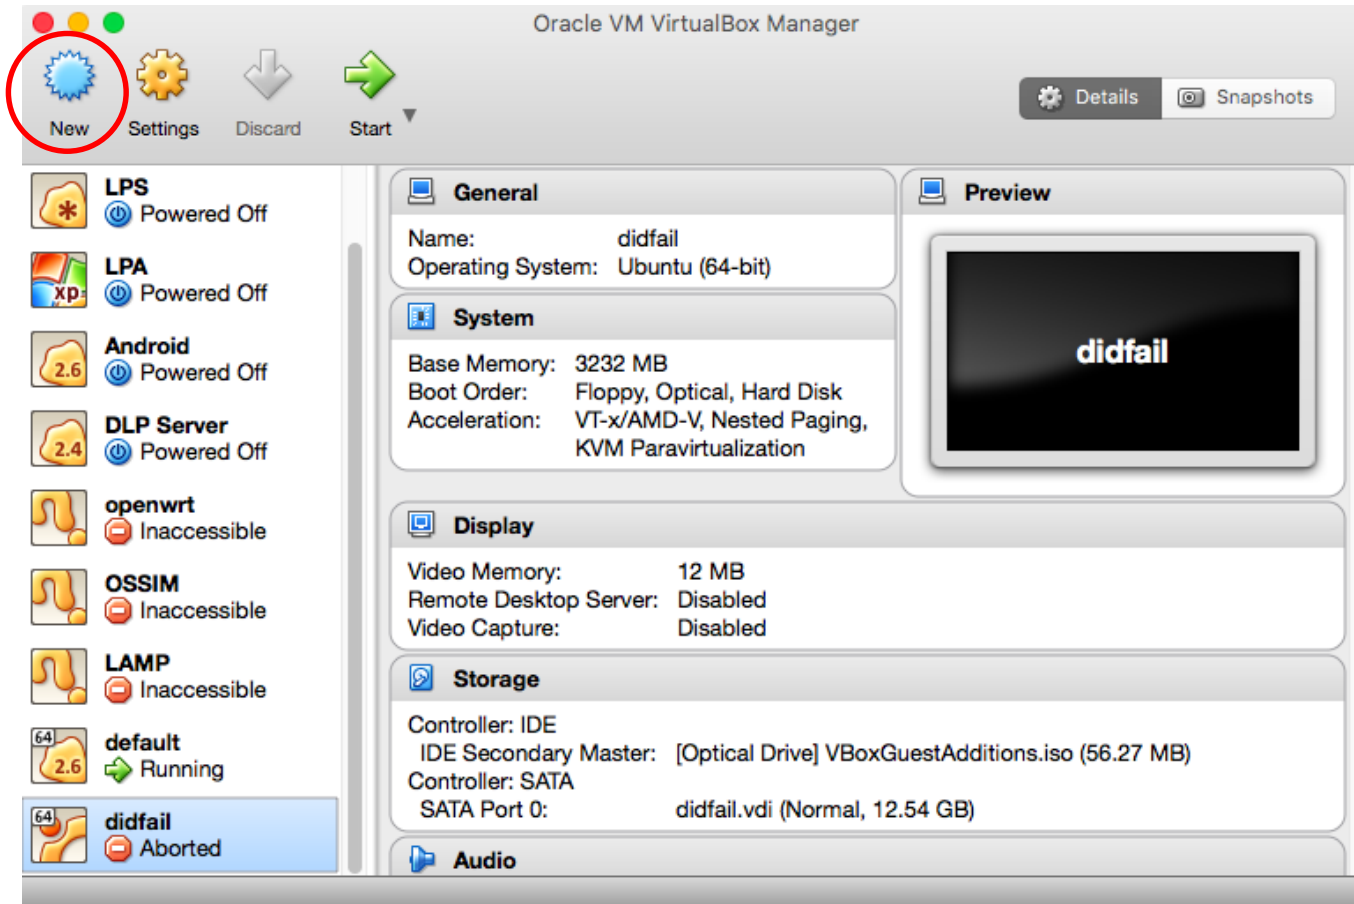 Oracle VM VirtualBox Manager
New Settings Discard Start
Details Snapshots
LPS
Powered Off
xp
LPA
Powered Off
2.6
Android
Powered Off
2.4
DLP Server
Powered Off
openwrt
Inaccessible
OSSIM
Inaccessible
LAMP
Inaccessible
64
2.6
default
Running
64
didfail
Aborted
General
Name: didfail
Operating System: Ubuntu (64-bit)
System
Base Memory: 3232 MB
Boot Order: Floppy, Optical, Hard Disk
Acceleration: VT-x/AMD-V, Nested Paging,
KVM Paravirtualization
Preview
didfail
Display
Video Memory: 12 MB
Remote Desktop Server: Disabled
Video Capture: Disabled
Storage
Controller: IDE
IDE Secondary Master: [Optical Drive] VBoxGuestAdditions.iso (56.27 MB)
Controller: SATA
SATA Port 0: didfail.vdi (Normal, 12.54 GB)
Audio